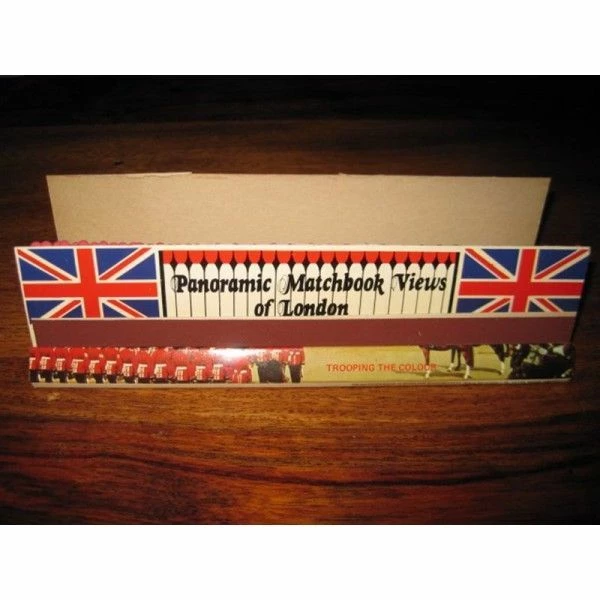 Panoramic Matchbook Views
of London
TROOPING THE COLOUR